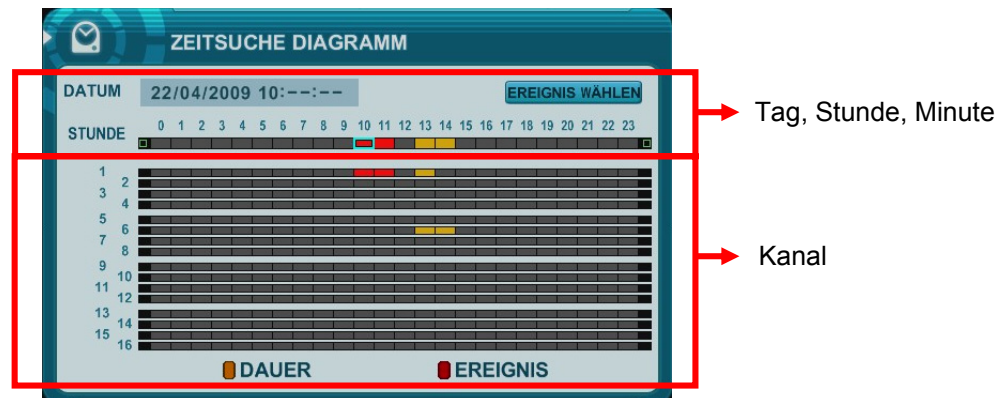 ZEITSUCHE DIAGRAMM
DATUM 22/04/2009 10:--:-- EREIGNIS WÄHLEN
Tag, Stunde, Minute
STUNDE 0 1 2 3 4 5 6 7 8 9 10 11 12 13 14 15 16 17 18 19 20 21 22 23
1
2
3
4
5
6
7
8
9
10
11
12
13
14
15
16
Kanal
DAUER EREIGNIS